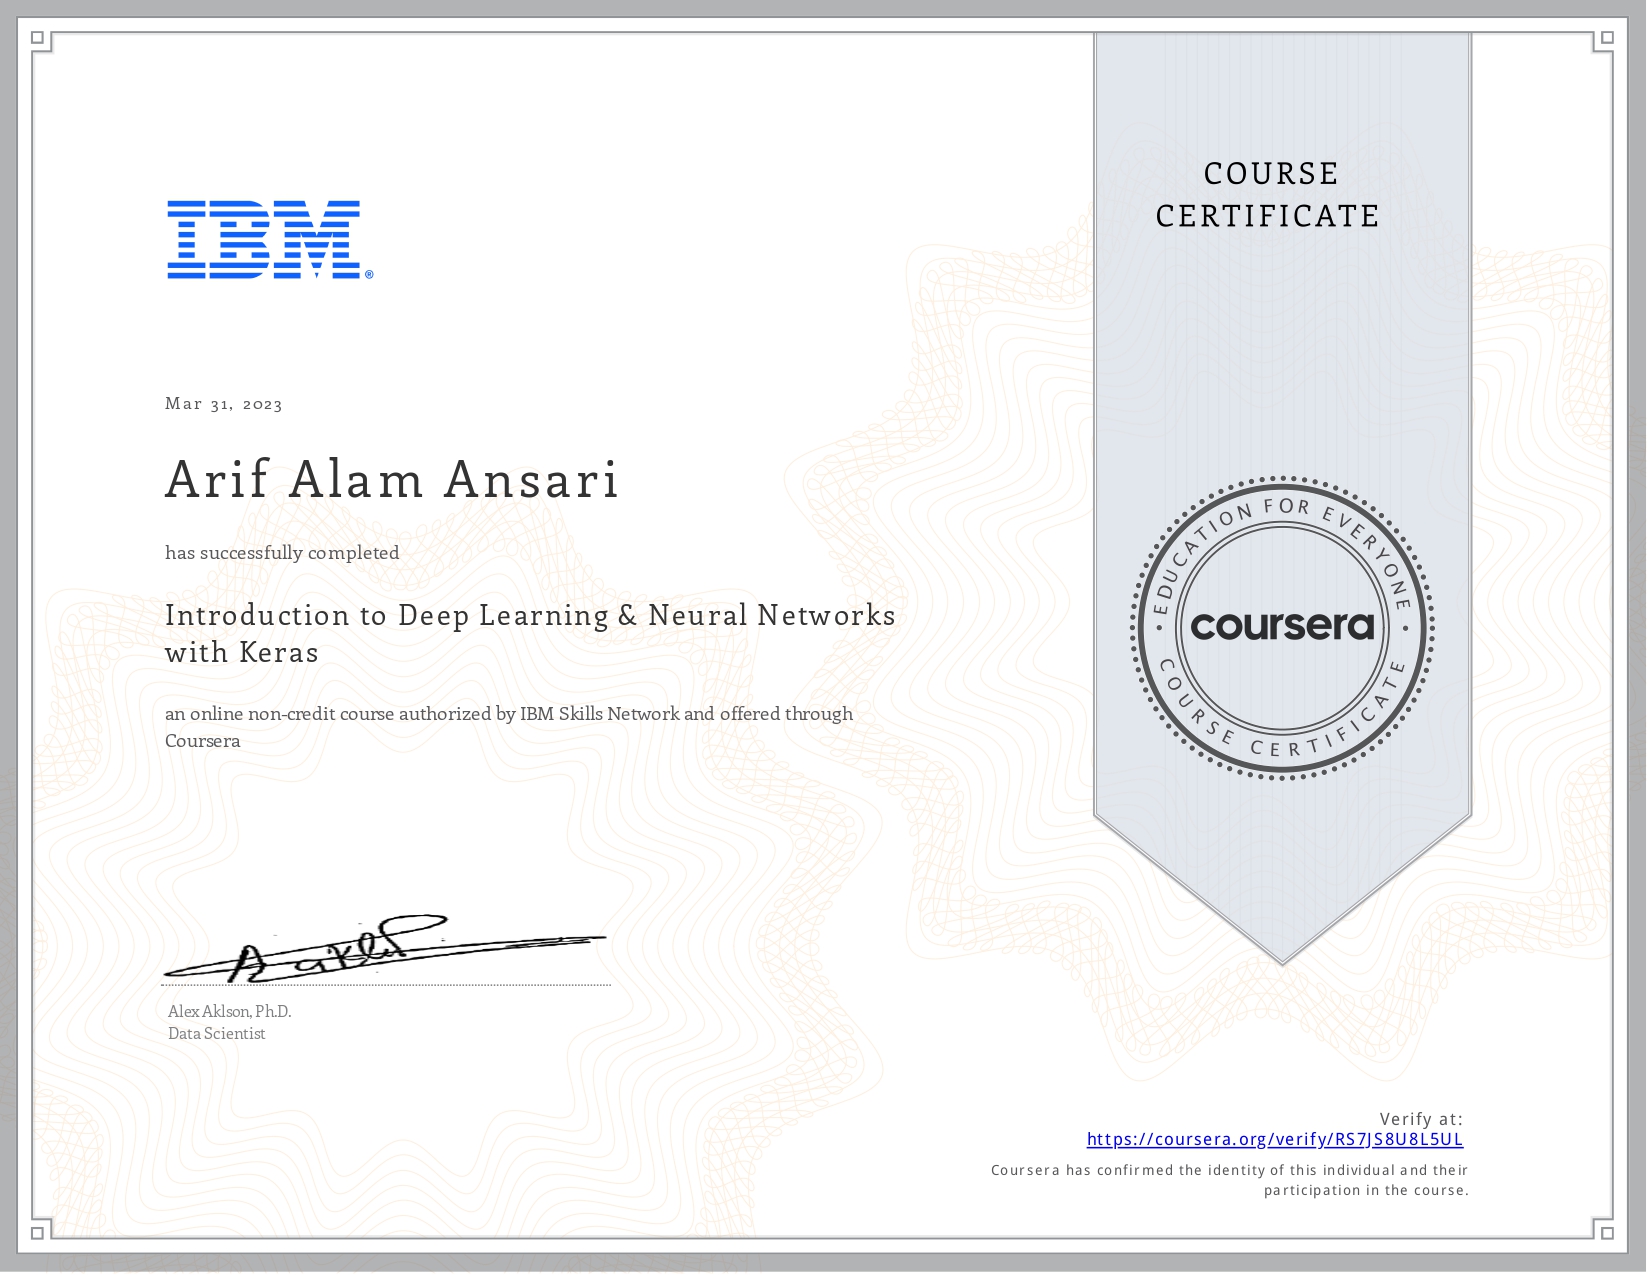 COURSE
CERTIFICATE
IBM®
Mar 31, 2023
Arif Alam Ansari
has successfully completed
Introduction to Deep Learning & Neural Networks
with Keras
an online non-credit course authorized by IBM Skills Network and offered through
Coursera
EDUCATION FOR EVERYONE
coursera
COURSE CERTIFICATE
Alex Aklson, Ph.D.
Data Scientist
Verify at:
https://coursera.org/verify/RS7JS8U8L5UL
Coursera has confirmed the identity of this individual and their
participation in the course.